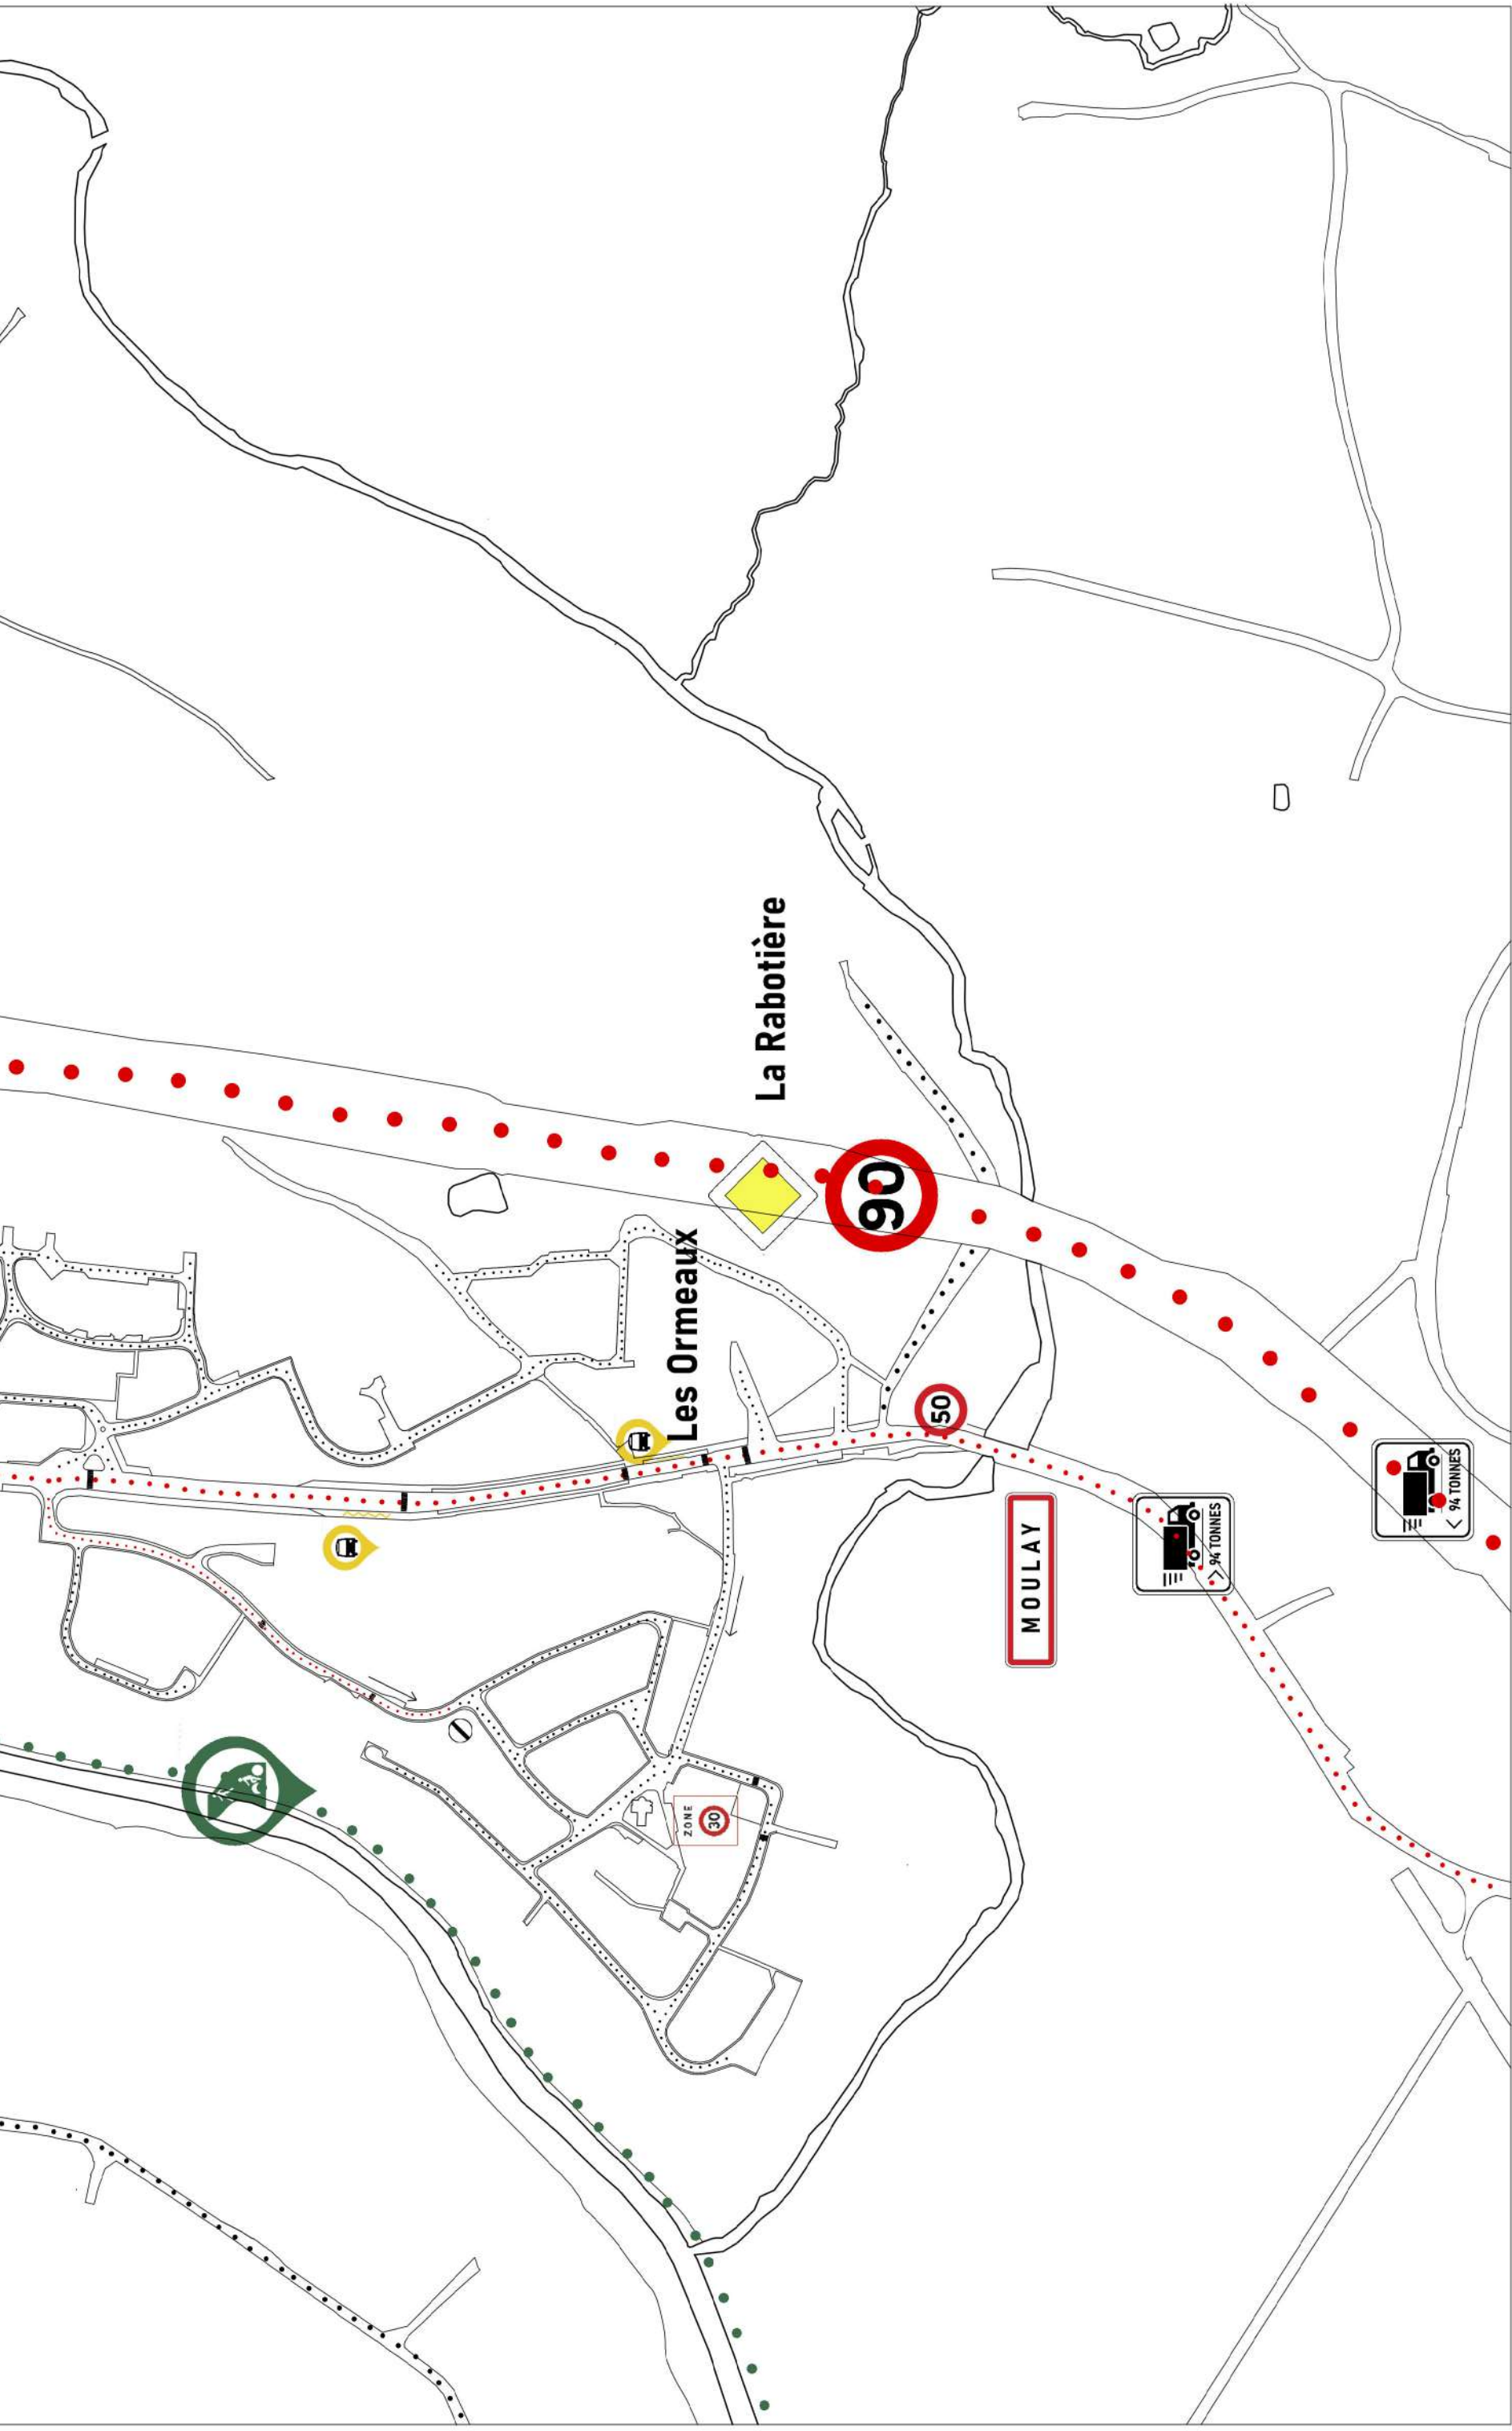 Les Ormeaux
ZONE
30
La Rabotière
90
50
MOULAY
> 94 TONNES
< 94 TONNES